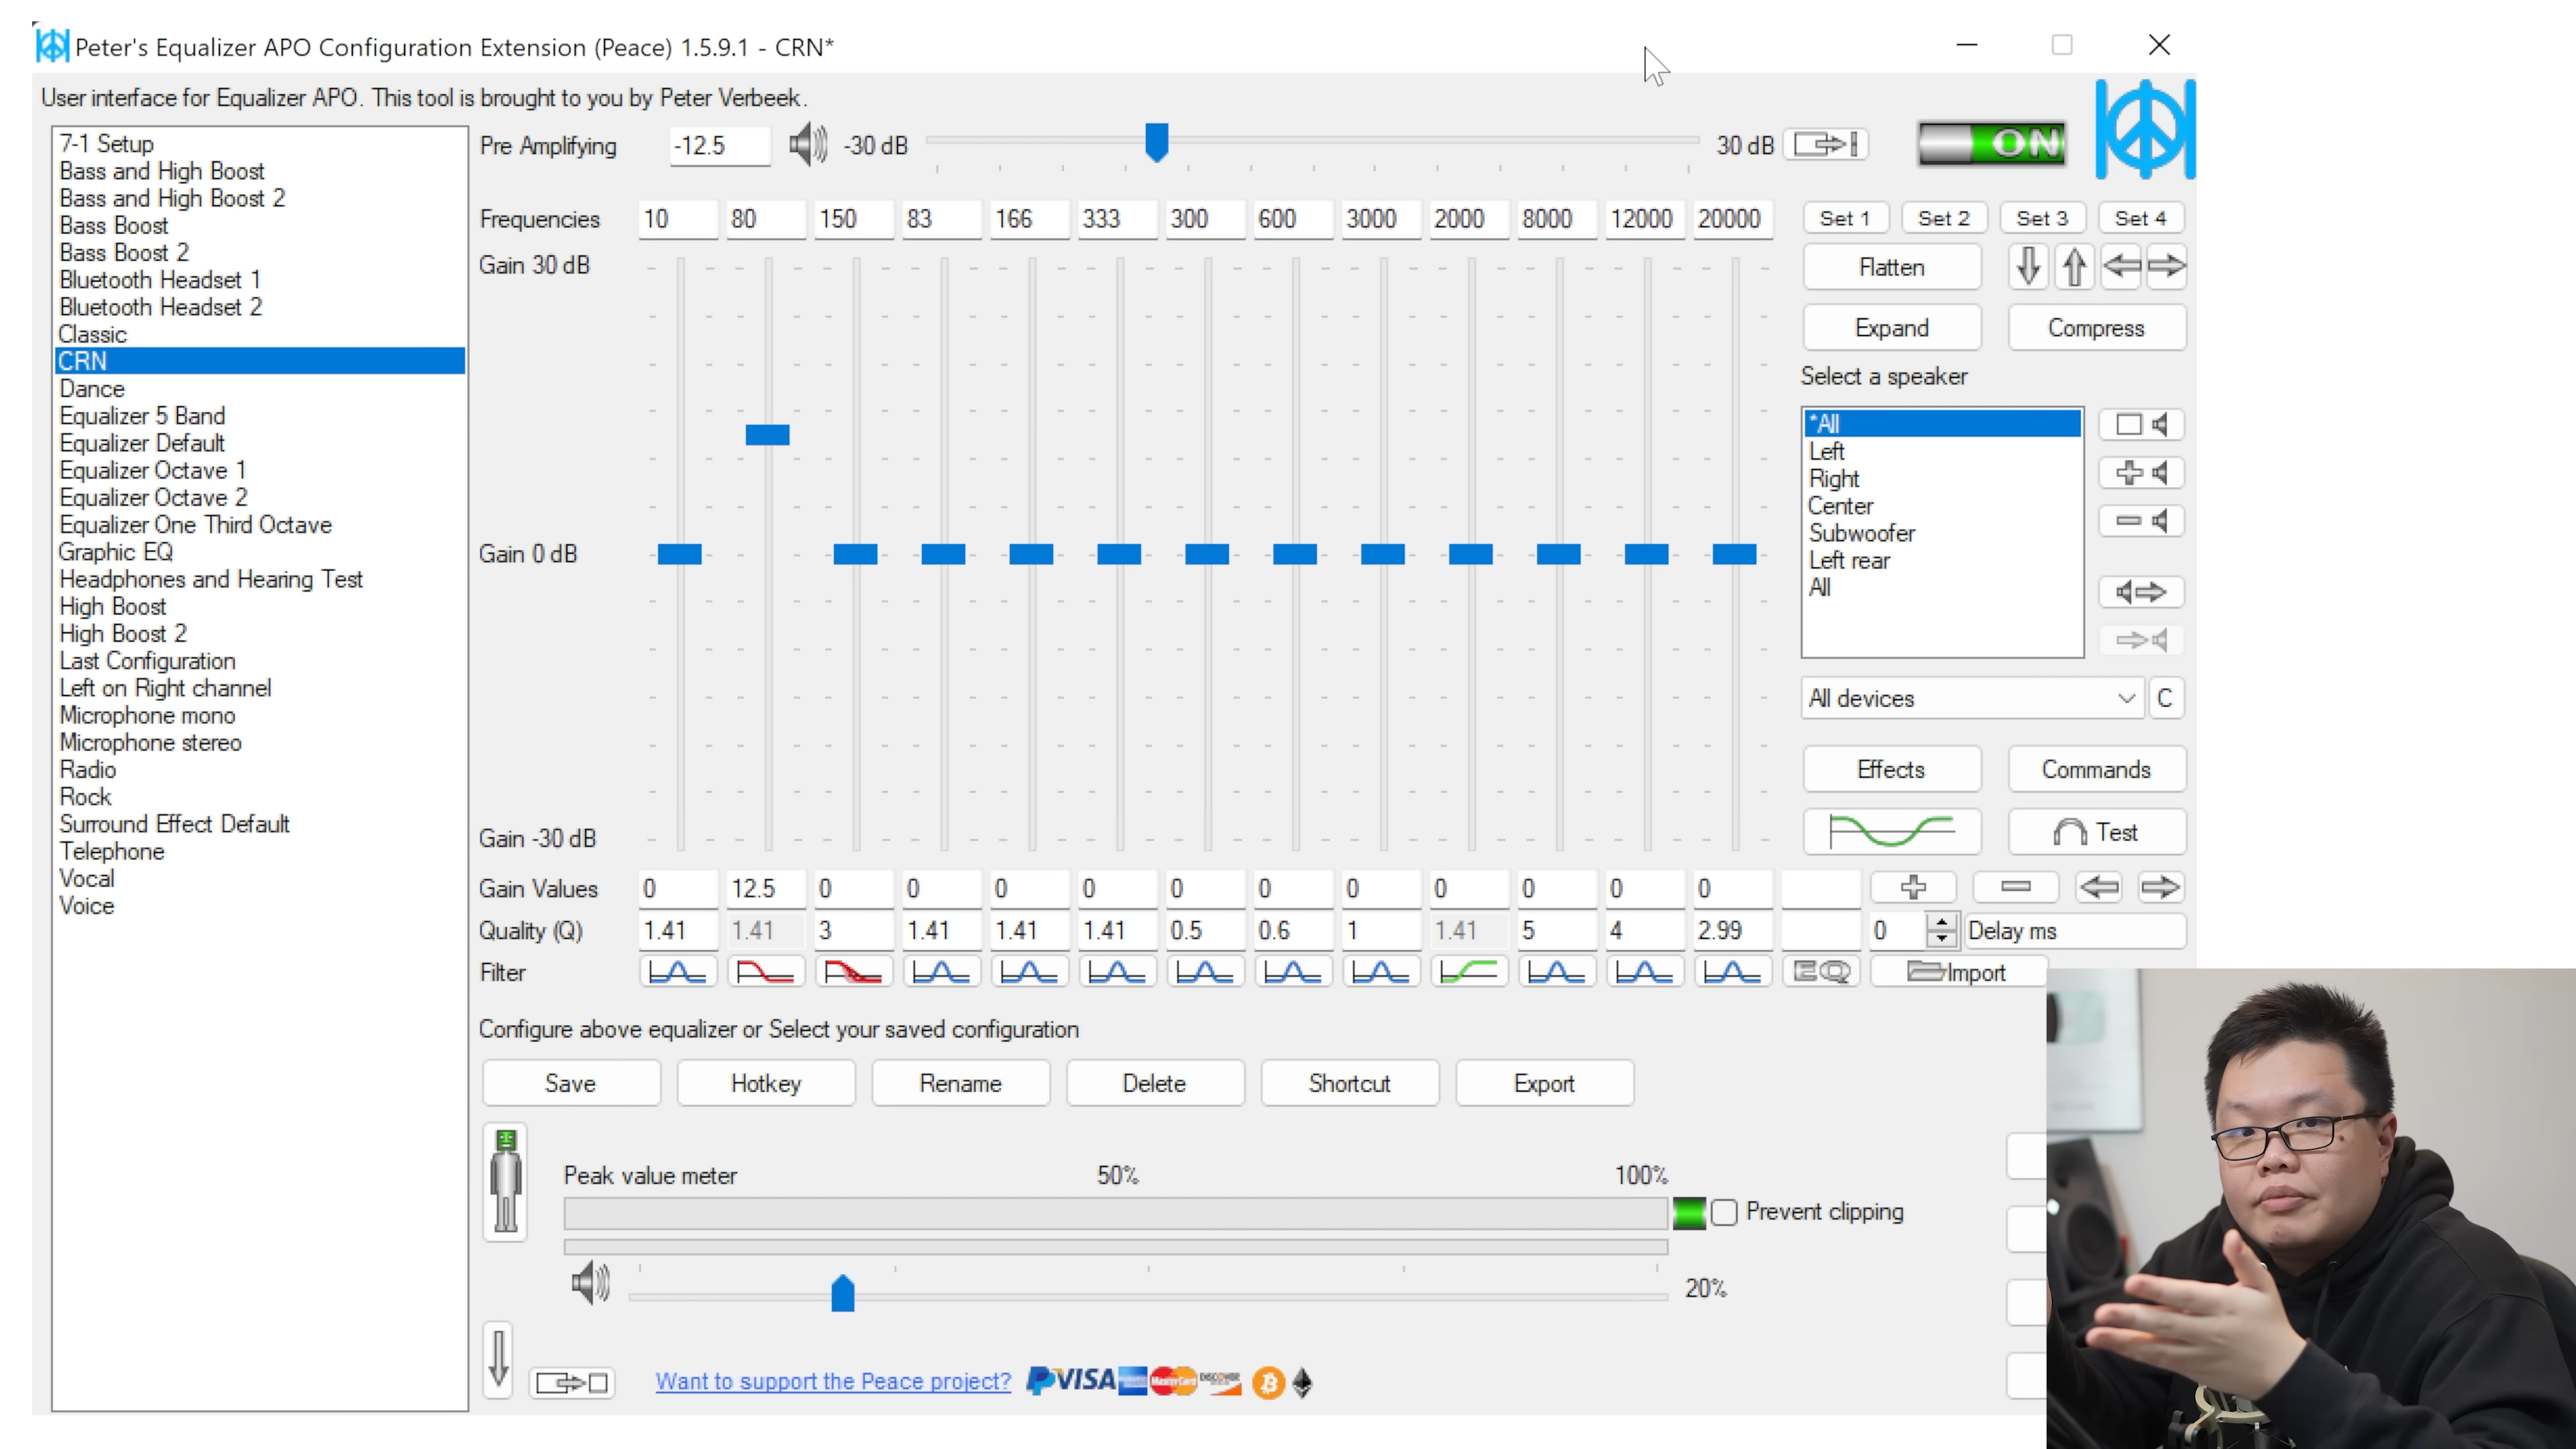 Peter's Equalizer APO Configuration Extension (Peace) 1.5.9.1 - CRN*
User interface for Equalizer APO. This tool is brought to you by Peter Verbeek.
7-1 Setup
Bass and High Boost
Bass and High Boost 2
Bass Boost
Bass Boost 2
Bluetooth Headset 1
Bluetooth Headset 2
Classic
CRN
Dance
Equalizer 5 Band
Equalizer Default
Equalizer Octave 1
Equalizer Octave 2
Equalizer One Third Octave
Graphic EQ
Headphones and Hearing Test
High Boost
High Boost 2
Last Configuration
Left on Right channel
Microphone mono
Microphone stereo
Radio
Rock
Surround Effect Default
Telephone
Vocal
Voice
Pre Amplifying -12.5 -30 dB 30 dB ON
Frequencies 10 80 150 83 166 333 300 600 3000 2000 8000 12000 20000
Gain 30 dB
Gain 0 dB
Gain -30 dB
Gain Values 0 12.5 0 0 0 0 0 0 0 0 0 0 0
Quality (Q) 1.41 1.41 3 1.41 1.41 1.41 0.5 0.6 1 1.41 5 4 2.99
Filter EQ Import
Set 1 Set 2 Set 3 Set 4
Flatten
Expand Compress
Select a speaker
*All
Left
Right
Center
Subwoofer
Left rear
All
All devices C
Effects Commands
Test
0 Delay ms
Configure above equalizer or Select your saved configuration
Save Hotkey Rename Delete Shortcut Export
Peak value meter 50% 100%
Prevent clipping
20%
Want to support the Peace project? VISA MasterCard DISCOVER